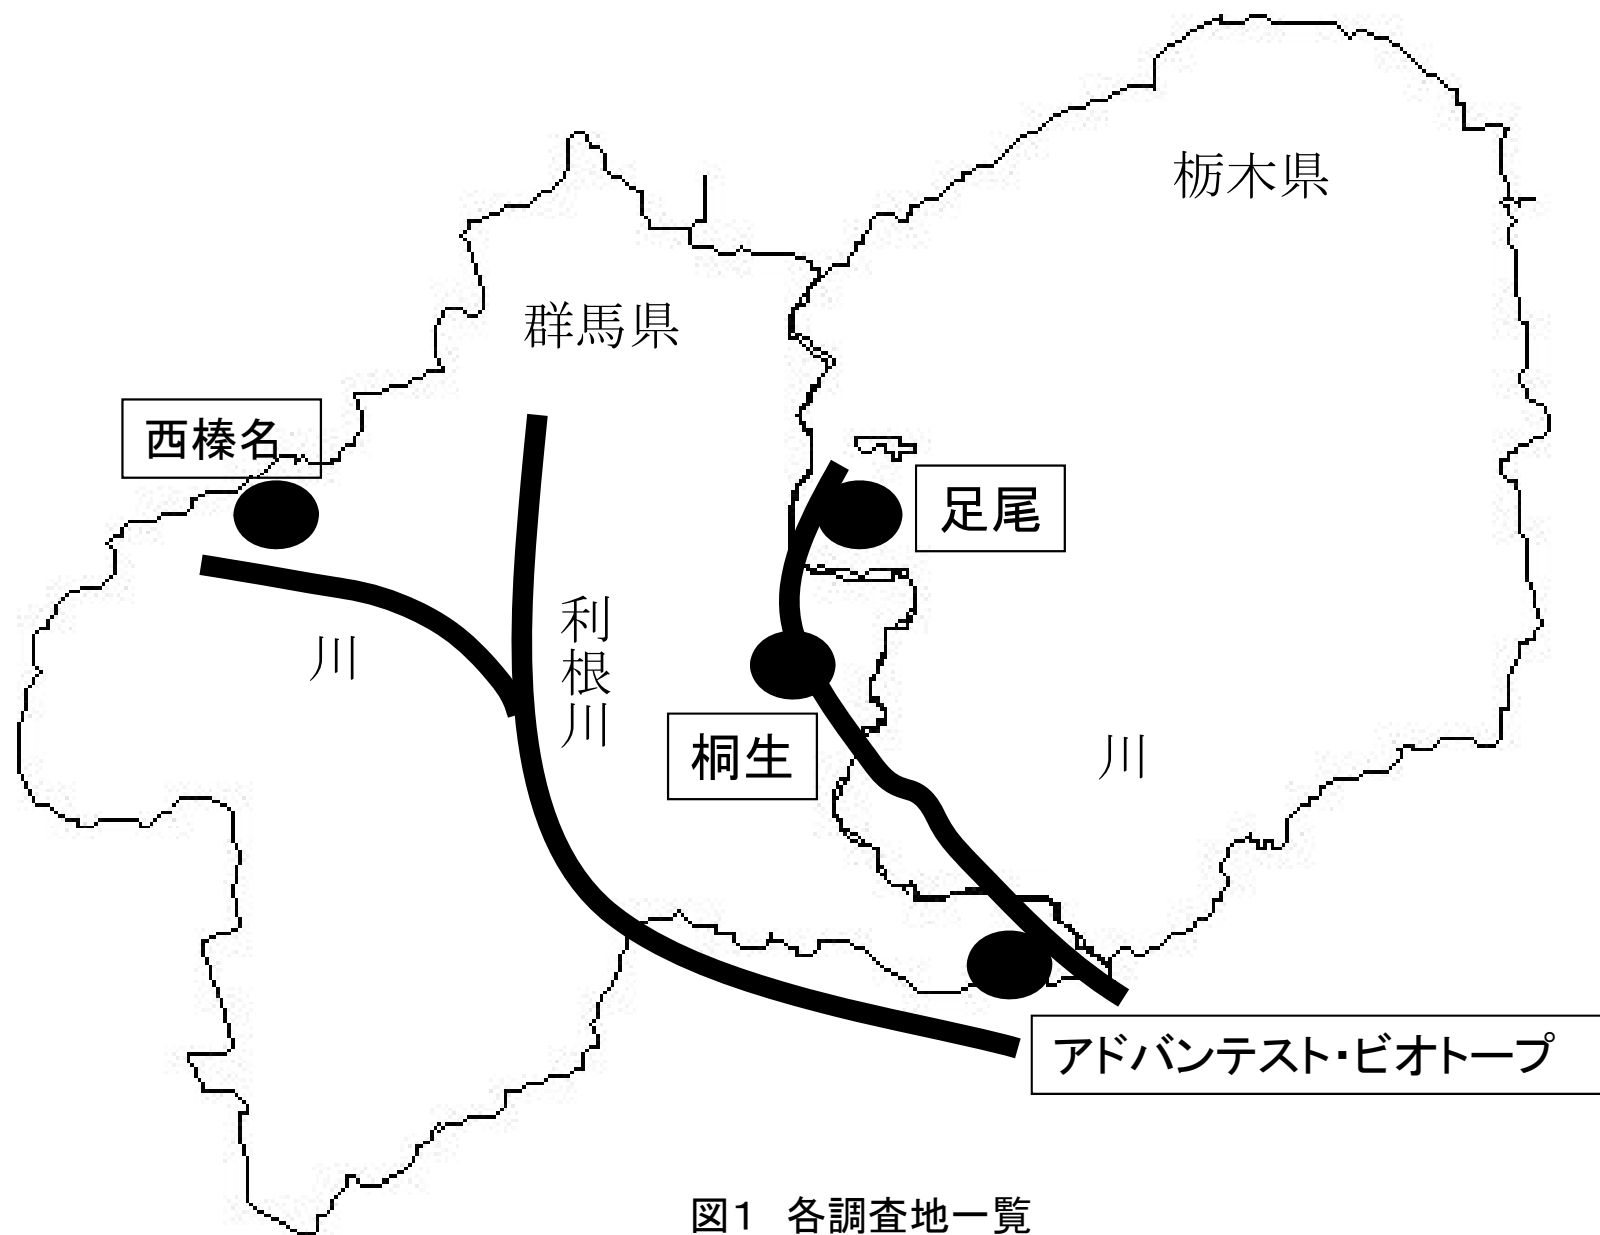 栃木県
群馬県
西榛名
足尾
利根川
川
桐生
川
アドバンテスト・ビオトープ
図1 各調査地一覧